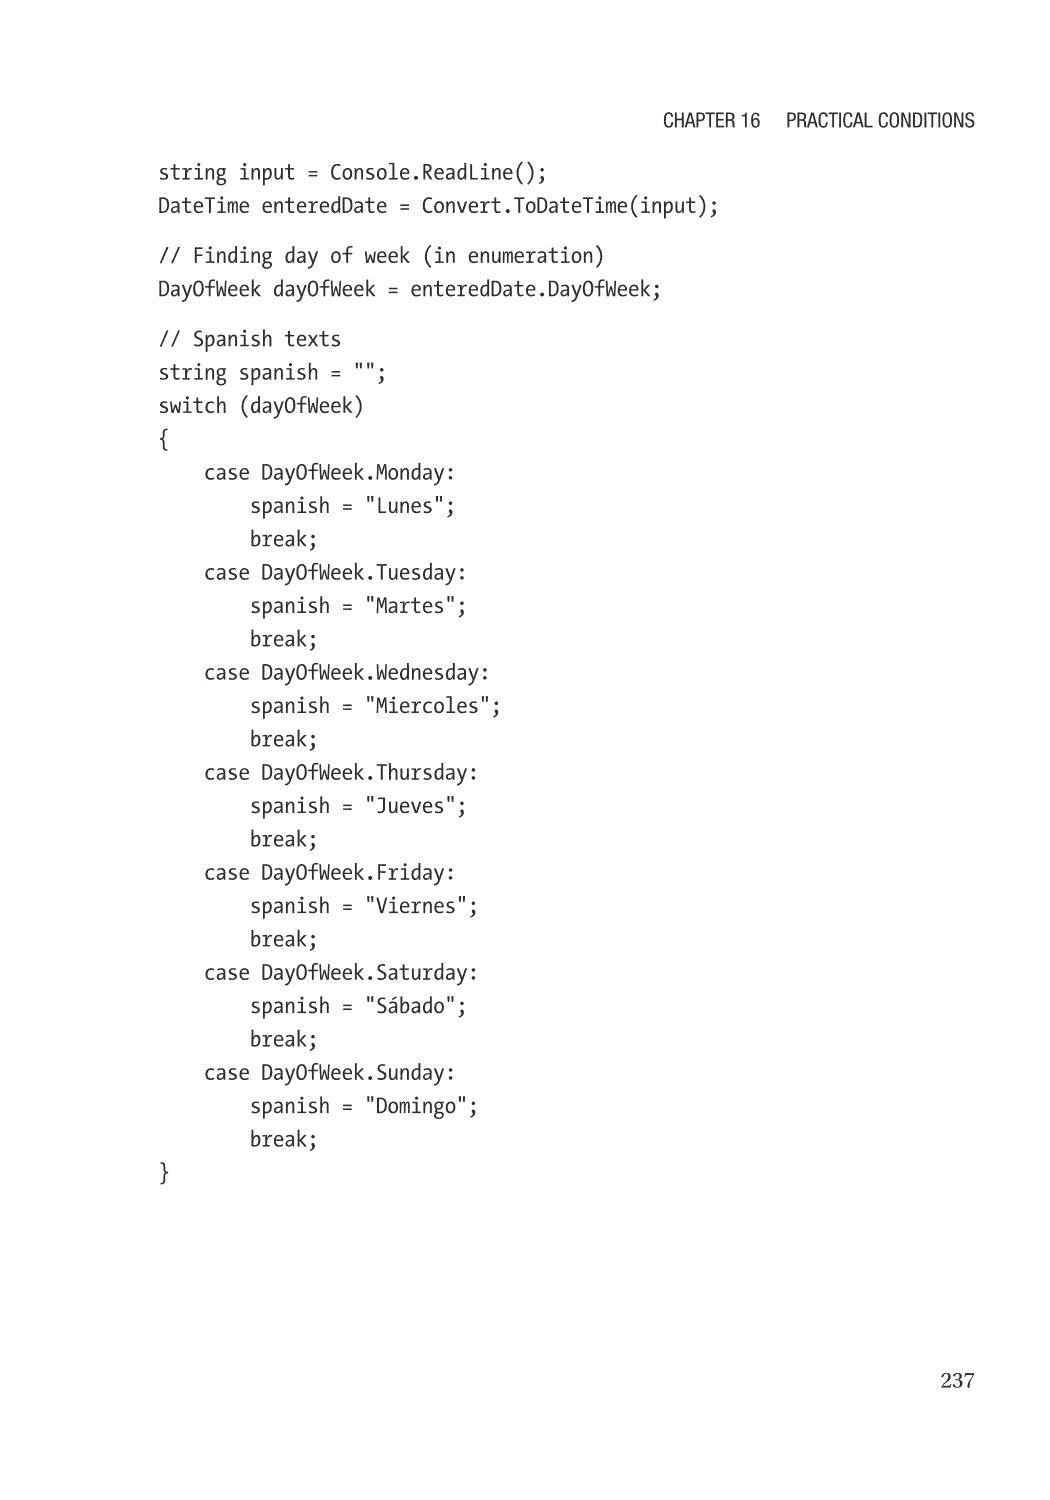 CHAPTER 16 PRACTICAL CONDITIONS
string input = Console.ReadLine();
DateTime enteredDate = Convert.ToDateTime(input);
// Finding day of week (in enumeration)
DayOfWeek dayOfWeek = enteredDate.DayOfWeek;
// Spanish texts
string spanish = "";
switch (dayOfWeek)
{
    case DayOfWeek.Monday:
        spanish = "Lunes";
        break;
    case DayOfWeek.Tuesday:
        spanish = "Martes";
        break;
    case DayOfWeek.Wednesday:
        spanish = "Miercoles";
        break;
    case DayOfWeek.Thursday:
        spanish = "Jueves";
        break;
    case DayOfWeek.Friday:
        spanish = "Viernes";
        break;
    case DayOfWeek.Saturday:
        spanish = "Sábado";
        break;
    case DayOfWeek.Sunday:
        spanish = "Domingo";
        break;
}
237